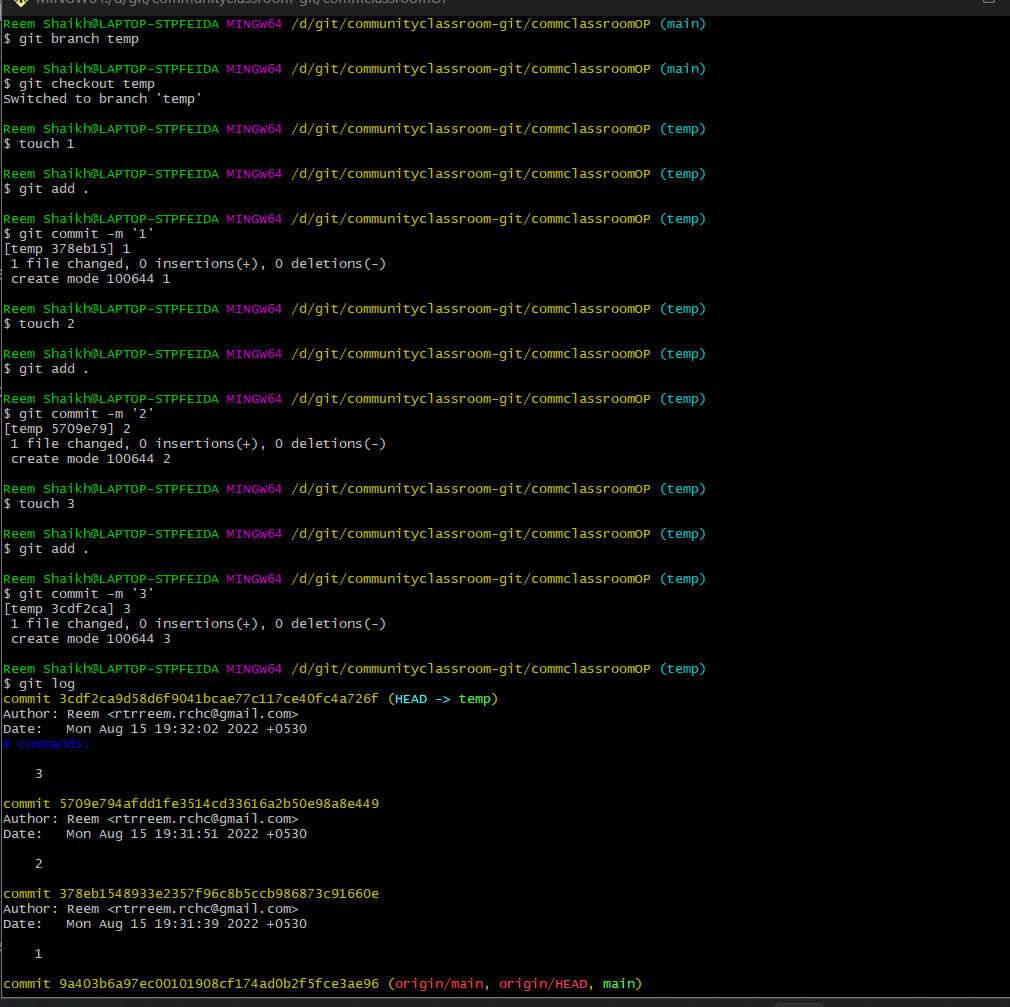 MINGW64:/d/git/communityclassroom-git/commclassroomOP
Reem Shaikh@LAPTOP-STPFEIDA MINGW64 /d/git/communityclassroom-git/commclassroomOP (main)
$ git branch temp
Reem Shaikh@LAPTOP-STPFEIDA MINGW64 /d/git/communityclassroom-git/commclassroomOP (main)
$ git checkout temp
Switched to branch 'temp'
Reem Shaikh@LAPTOP-STPFEIDA MINGW64 /d/git/communityclassroom-git/commclassroomOP (temp)
$ touch 1
Reem Shaikh@LAPTOP-STPFEIDA MINGW64 /d/git/communityclassroom-git/commclassroomOP (temp)
$ git add .
Reem Shaikh@LAPTOP-STPFEIDA MINGW64 /d/git/communityclassroom-git/commclassroomOP (temp)
$ git commit -m '1'
[temp 378eb15] 1
 1 file changed, 0 insertions(+), 0 deletions(-)
 create mode 100644 1
Reem Shaikh@LAPTOP-STPFEIDA MINGW64 /d/git/communityclassroom-git/commclassroomOP (temp)
$ touch 2
Reem Shaikh@LAPTOP-STPFEIDA MINGW64 /d/git/communityclassroom-git/commclassroomOP (temp)
$ git add .
Reem Shaikh@LAPTOP-STPFEIDA MINGW64 /d/git/communityclassroom-git/commclassroomOP (temp)
$ git commit -m '2'
[temp 5709e79] 2
 1 file changed, 0 insertions(+), 0 deletions(-)
 create mode 100644 2
Reem Shaikh@LAPTOP-STPFEIDA MINGW64 /d/git/communityclassroom-git/commclassroomOP (temp)
$ touch 3
Reem Shaikh@LAPTOP-STPFEIDA MINGW64 /d/git/communityclassroom-git/commclassroomOP (temp)
$ git add .
Reem Shaikh@LAPTOP-STPFEIDA MINGW64 /d/git/communityclassroom-git/commclassroomOP (temp)
$ git commit -m '3'
[temp 3cdf2ca] 3
 1 file changed, 0 insertions(+), 0 deletions(-)
 create mode 100644 3
Reem Shaikh@LAPTOP-STPFEIDA MINGW64 /d/git/communityclassroom-git/commclassroomOP (temp)
$ git log
commit 3cdf2ca9d58d6f9041bcae77c117ce40fc4a726f (HEAD -> temp)
Author: Reem <rtrreem.rchc@gmail.com>
Date:   Mon Aug 15 19:32:02 2022 +0530
# Commands:
    3
commit 5709e794afdd1fe3514cd33616a2b50e98a8e449
Author: Reem <rtrreem.rchc@gmail.com>
Date:   Mon Aug 15 19:31:51 2022 +0530
    2
commit 378eb1548933e2357f96c8b5ccb986873c91660e
Author: Reem <rtrreem.rchc@gmail.com>
Date:   Mon Aug 15 19:31:39 2022 +0530
    1
commit 9a403b6a97ec00101908cf174ad0b2f5fce3ae96 (origin/main, origin/HEAD, main)